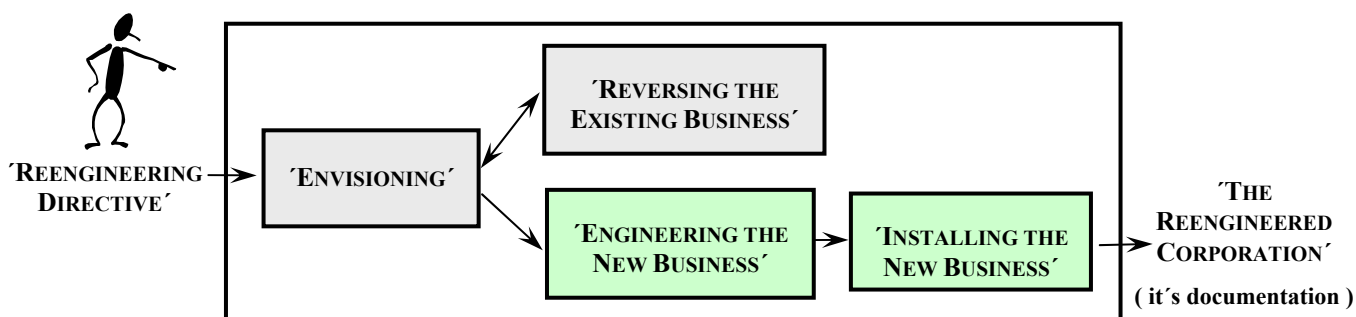 ´REVERSING THE
EXISTING BUSINESS´
´REENGINEERING
DIRECTIVE´
´ENVISIONING´
´ENGINEERING THE
NEW BUSINESS´
´INSTALLING THE
NEW BUSINESS´
´THE
REENGINEERED
CORPORATION´
( it´s documentation )